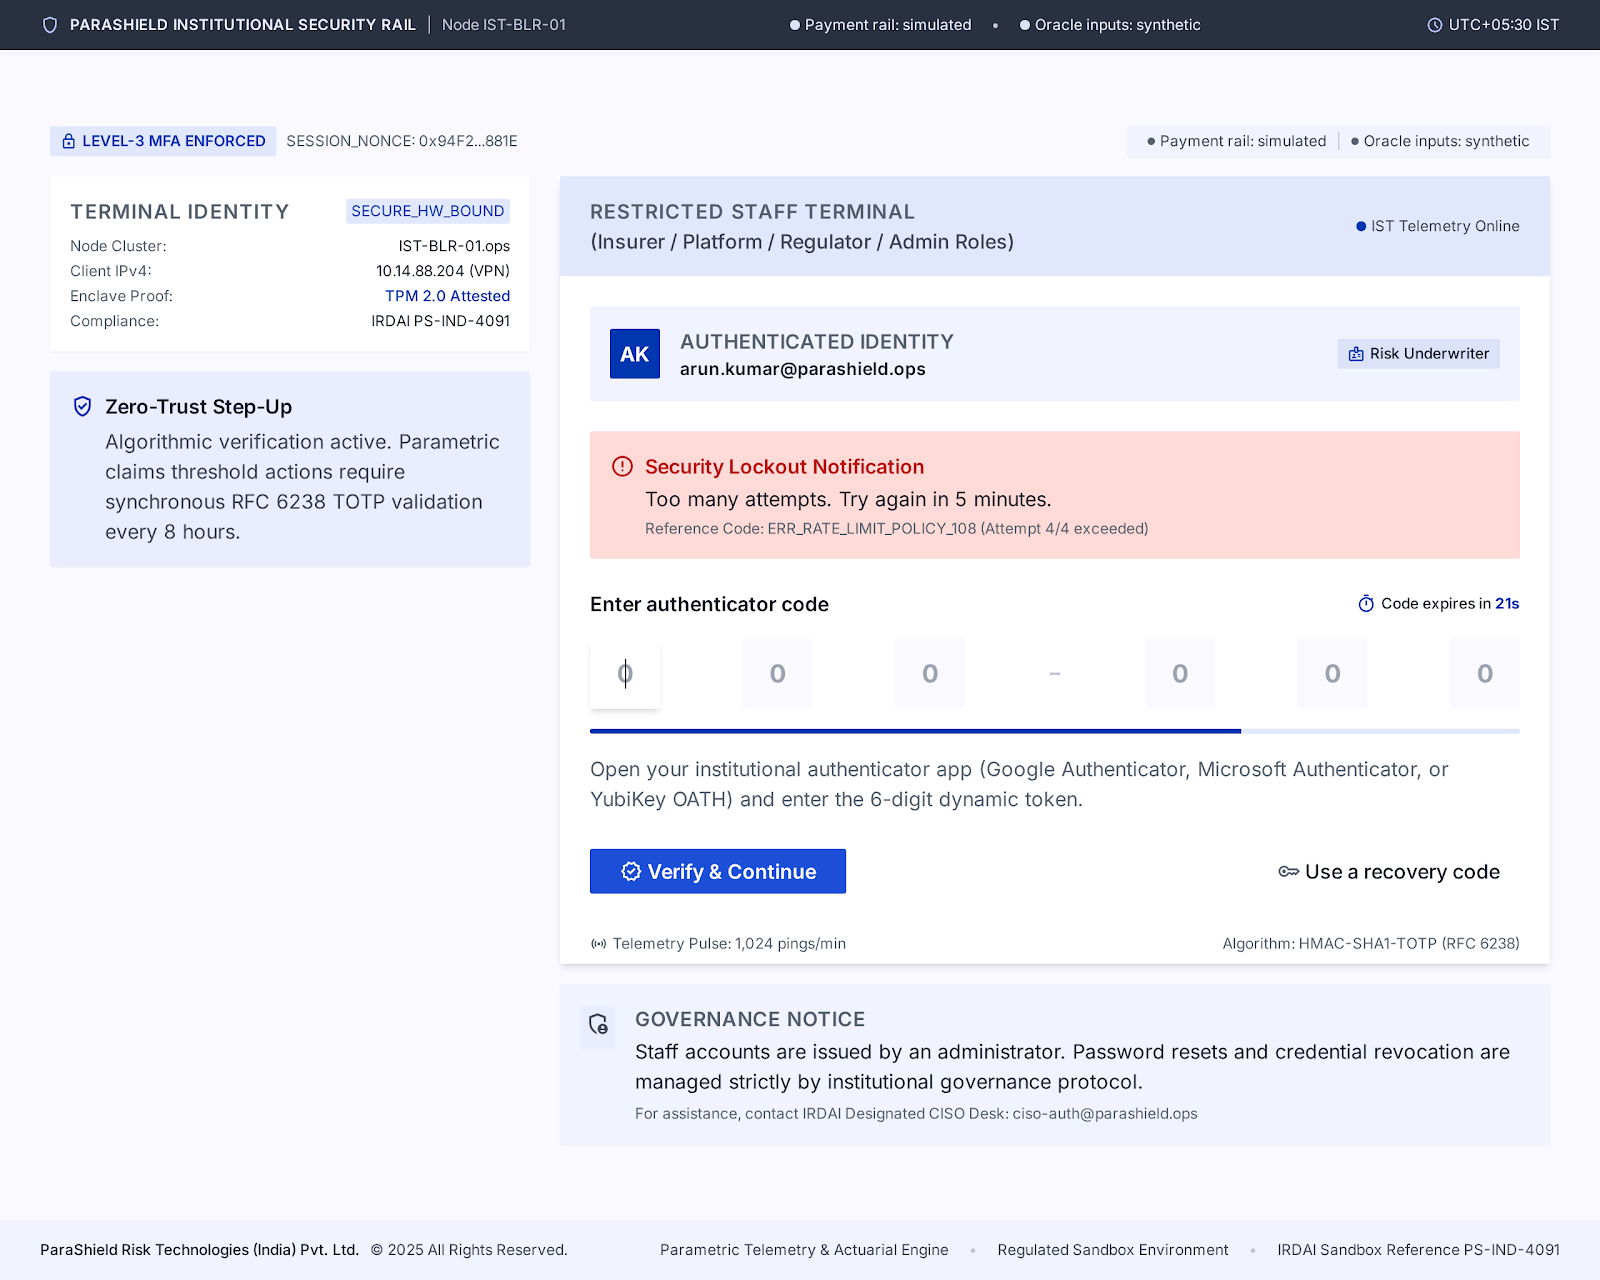 PARASHIELD INSTITUTIONAL SECURITY RAIL | Node IST-BLR-01
Payment rail: simulated • Oracle inputs: synthetic
UTC+05:30 IST
LEVEL-3 MFA ENFORCED SESSION_NONCE: 0x94F2...881E
Payment rail: simulated | Oracle inputs: synthetic
TERMINAL IDENTITY SECURE_HW_BOUND
Node Cluster: IST-BLR-01.ops
Client IPv4: 10.14.88.204 (VPN)
Enclave Proof: TPM 2.0 Attested
Compliance: IRDAI PS-IND-4091
Zero-Trust Step-Up
Algorithmic verification active. Parametric
claims threshold actions require
synchronous RFC 6238 TOTP validation
every 8 hours.
RESTRICTED STAFF TERMINAL
(Insurer / Platform / Regulator / Admin Roles)
IST Telemetry Online
AK
AUTHENTICATED IDENTITY
arun.kumar@parashield.ops
Risk Underwriter
Security Lockout Notification
Too many attempts. Try again in 5 minutes.
Reference Code: ERR_RATE_LIMIT_POLICY_108 (Attempt 4/4 exceeded)
Enter authenticator code
Code expires in 21s
0 0 0 – 0 0 0
Open your institutional authenticator app (Google Authenticator, Microsoft Authenticator, or
YubiKey OATH) and enter the 6-digit dynamic token.
Verify & Continue
Use a recovery code
Telemetry Pulse: 1,024 pings/min
Algorithm: HMAC-SHA1-TOTP (RFC 6238)
GOVERNANCE NOTICE
Staff accounts are issued by an administrator. Password resets and credential revocation are
managed strictly by institutional governance protocol.
For assistance, contact IRDAI Designated CISO Desk: ciso-auth@parashield.ops
ParaShield Risk Technologies (India) Pvt. Ltd. © 2025 All Rights Reserved.
Parametric Telemetry & Actuarial Engine • Regulated Sandbox Environment • IRDAI Sandbox Reference PS-IND-4091